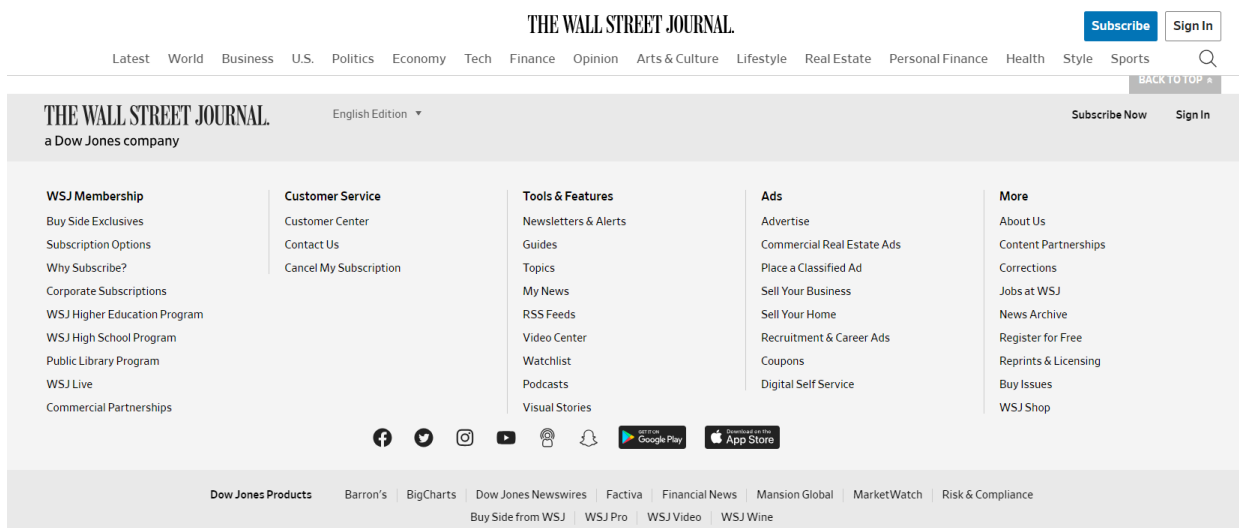 THE WALL STREET JOURNAL.
Subscribe
Sign In
Latest World Business U.S. Politics Economy Tech Finance Opinion Arts & Culture Lifestyle Real Estate Personal Finance Health Style Sports
BACK TO TOP
THE WALL STREET JOURNAL.
English Edition
Subscribe Now
Sign In
a Dow Jones company
WSJ Membership
Buy Side Exclusives
Subscription Options
Why Subscribe?
Corporate Subscriptions
WSJ Higher Education Program
WSJ High School Program
Public Library Program
WSJ Live
Commercial Partnerships
Customer Service
Customer Center
Contact Us
Cancel My Subscription
Tools & Features
Newsletters & Alerts
Guides
Topics
My News
RSS Feeds
Video Center
Watchlist
Podcasts
Visual Stories
Ads
Advertise
Commercial Real Estate Ads
Place a Classified Ad
Sell Your Business
Sell Your Home
Recruitment & Career Ads
Coupons
Digital Self Service
More
About Us
Content Partnerships
Corrections
Jobs at WSJ
News Archive
Register for Free
Reprints & Licensing
Buy Issues
WSJ Shop
GET IT ON
Google Play
Download on the
App Store
Dow Jones Products Barron's BigCharts Dow Jones Newswires Factiva Financial News Mansion Global MarketWatch Risk & Compliance
Buy Side from WSJ WSJ Pro WSJ Video WSJ Wine